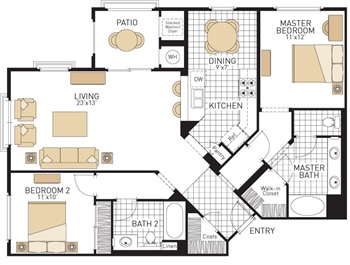 PATIO
Stacked
Washer/
Dryer
WH
MASTER
BEDROOM
11'x12'
DINING
9'x7'
DW
LIVING
23'x13'
KITCHEN
Ref.
Pantry
MASTER
BATH
Walk-in
Closet
BEDROOM 2
11'x10'
BATH 2
Linen
Coats
ENTRY